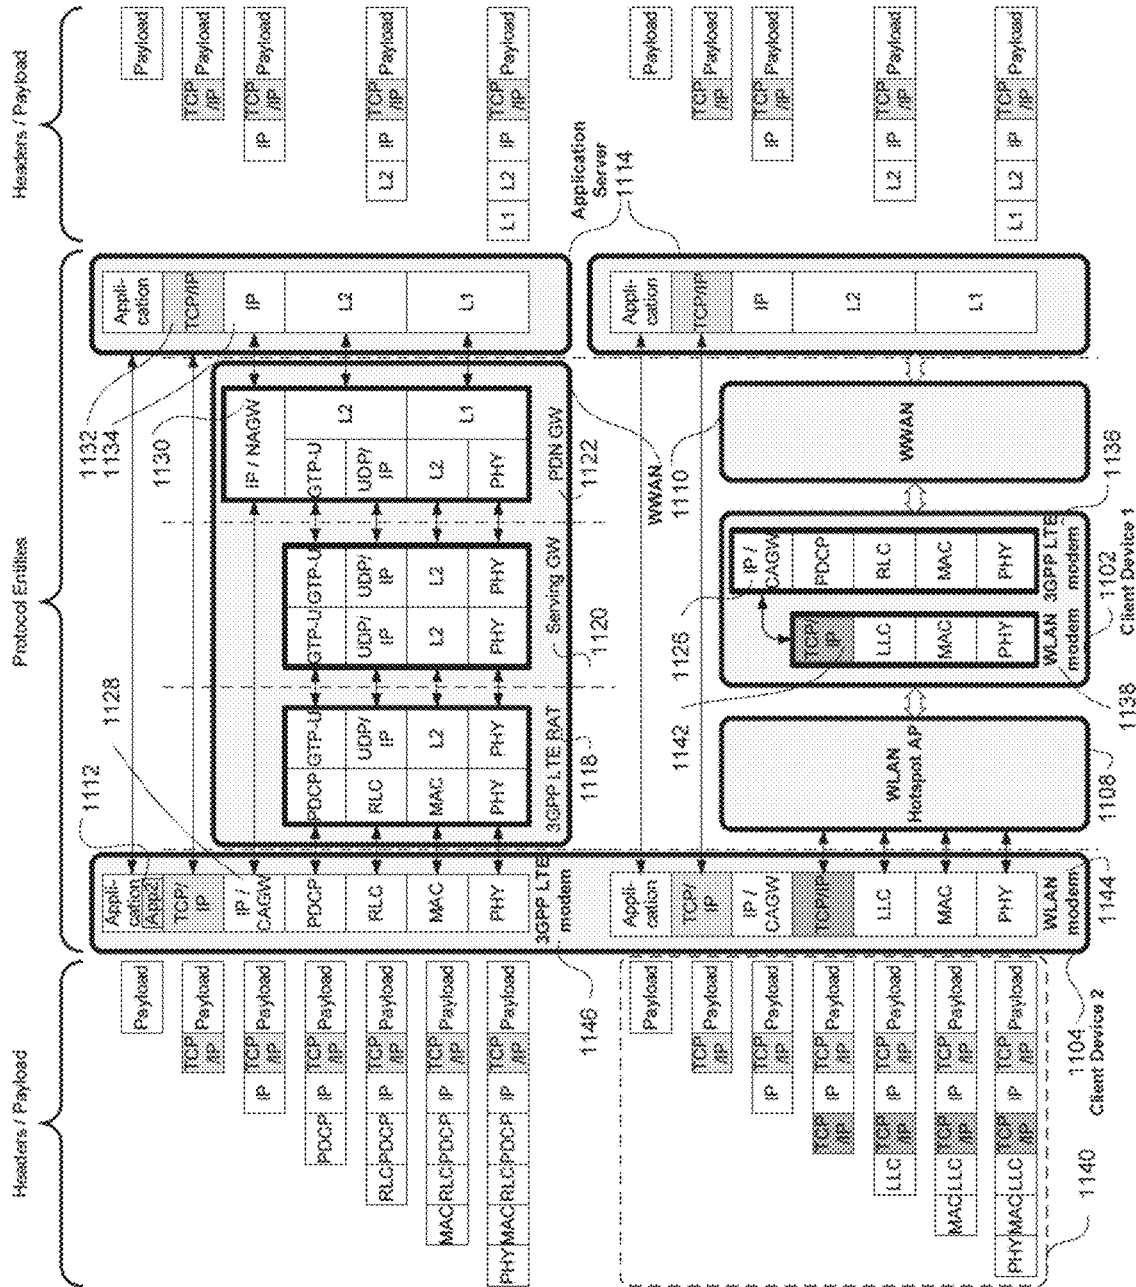 Headers / Payload
Protocol Entities
Headers / Payload
Payload
TCP /IP Payload
IP TCP /IP Payload
PDCP IP TCP /IP Payload
RLC PDCP IP TCP /IP Payload
MAC RLC PDCP IP TCP /IP Payload
PHY MAC RLC PDCP IP TCP /IP Payload
1112
1128
Appli-
cation
App2
TCP/
IP
IP /
CAGW
PDCP
RLC
MAC
PHY
3GPP LTE
modem
1146
PDCP GTP-U
RLC UDP/
IP
MAC L2
PHY PHY
3GPP LTE RAT
1118
GTP-U GTP-U
UDP/
IP
UDP/
IP
L2 L2
PHY PHY
Serving GW
1120
1132
1134
1130
IP / NAGW
GTP-U
UDP/
IP
L2
L2
PHY
L1
PDN GW
1122
WWAN
1110
Appli-
cation
TCP/IP
IP
L2
L1
Application
Server
1114
Payload
TCP /IP Payload
IP TCP /IP Payload
L2 IP TCP /IP Payload
L1 L2 IP TCP /IP Payload
Payload
TCP /IP Payload
IP TCP /IP Payload
TCP /IP IP TCP /IP Payload
LLC TCP /IP IP TCP /IP Payload
MAC LLC TCP /IP IP TCP /IP Payload
PHY MAC LLC TCP /IP IP TCP /IP Payload
1140
Appli-
cation
TCP/
IP
IP /
CAGW
TCP/IP
LLC
MAC
PHY
WLAN
modem
1144
1104
Client Device 2
WLAN
Hotspot AP
1108
1142
1126
TCP/
IP
LLC
MAC
PHY
WLAN
modem
1138
IP /
CAGW
PDCP
RLC
MAC
PHY
3GPP LTE
modem
1136
1102
Client Device 1
WWAN
Appli-
cation
TCP/IP
IP
L2
L1
Payload
TCP /IP Payload
IP TCP /IP Payload
L2 IP TCP /IP Payload
L1 L2 IP TCP /IP Payload